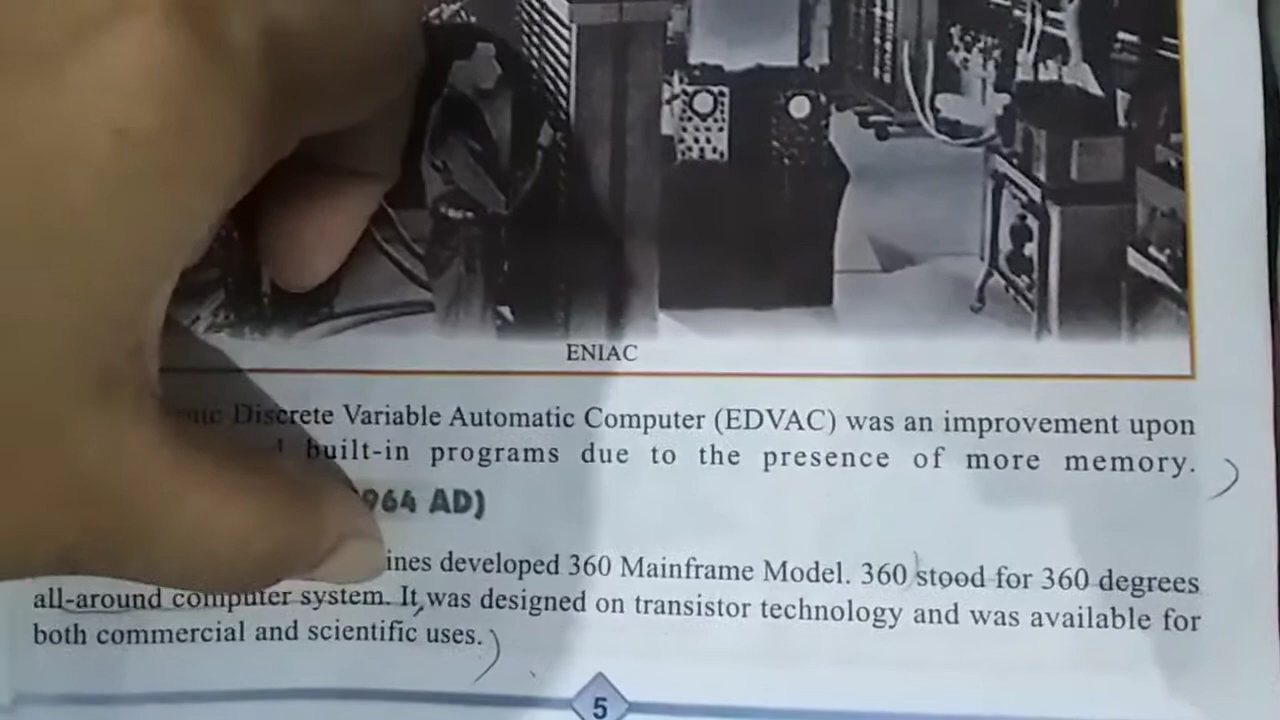 ENIAC
Discrete Variable Automatic Computer (EDVAC) was an improvement upon
built-in programs due to the presence of more memory.
964 AD)
ines developed 360 Mainframe Model. 360 stood for 360 degrees
all-around computer system. It was designed on transistor technology and was available for
both commercial and scientific uses.
5